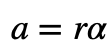 a = rα